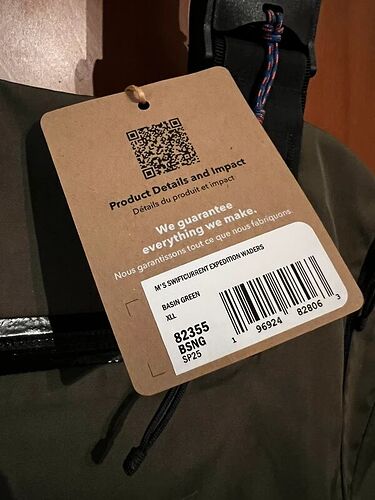 Product Details and Impact
Détails du produit et impact
We guarantee
everything we make.
Nous garantissons tout ce que nous fabriquons.
M'S SWIFTCURRENT EXPEDITION WADERS
BASIN GREEN
XLL
82355
BSNG
SP25
1 96924 82806 3